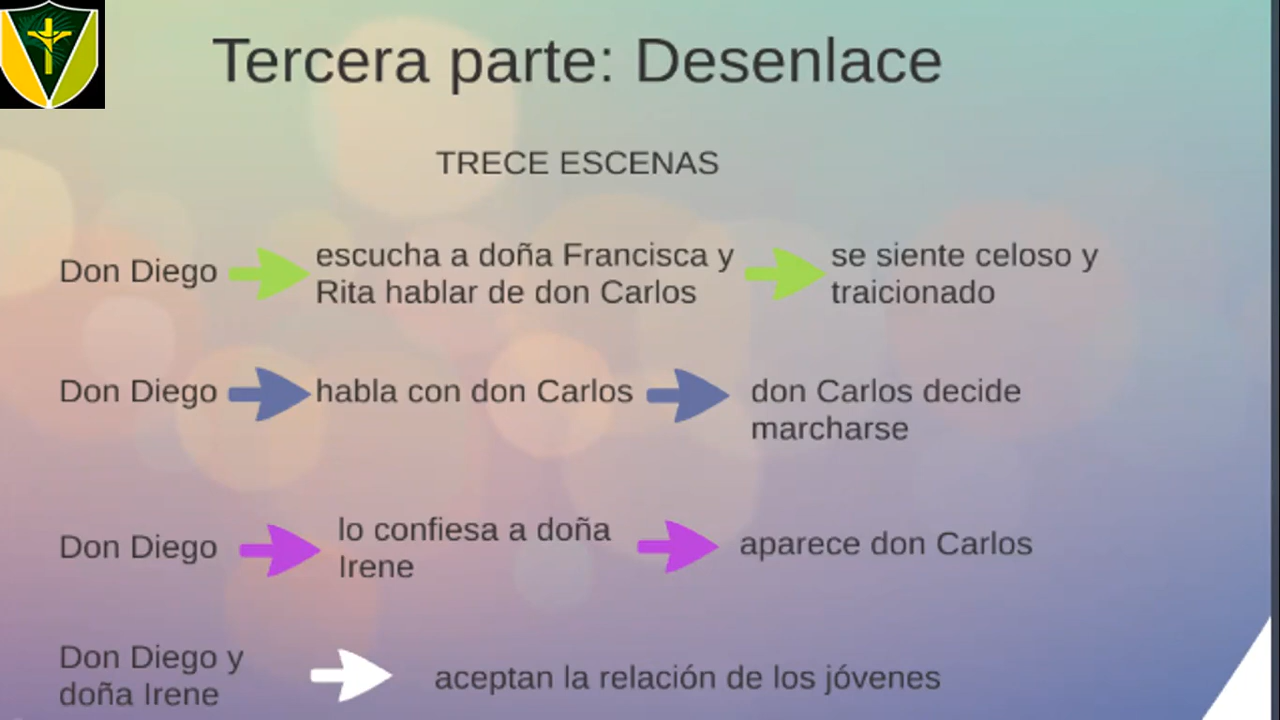 Tercera parte: Desenlace
TRECE ESCENAS
Don Diego
escucha a doña Francisca y
Rita hablar de don Carlos
se siente celoso y
traicionado
Don Diego
habla con don Carlos
don Carlos decide
marcharse
Don Diego
lo confiesa a doña
Irene
aparece don Carlos
Don Diego y
doña Irene
aceptan la relación de los jóvenes